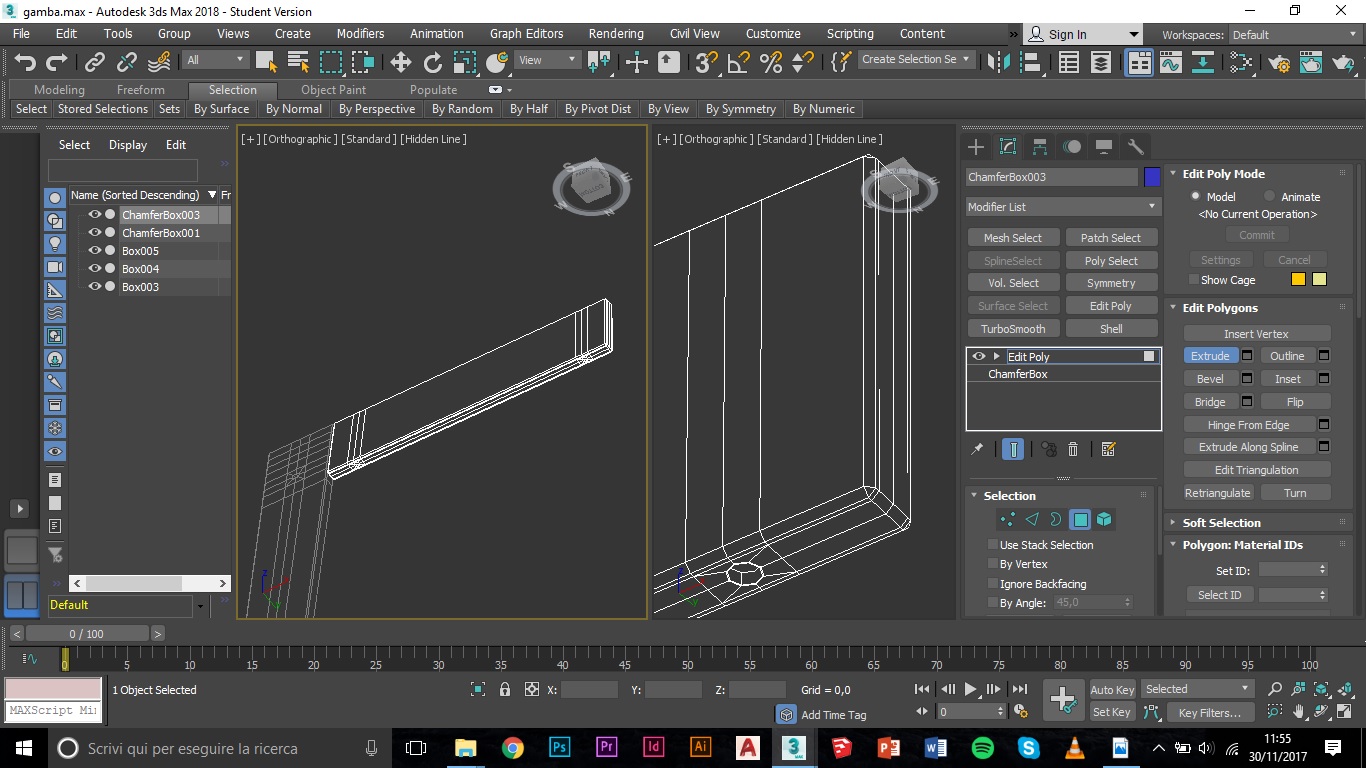 gamba.max - Autodesk 3ds Max 2018 - Student Version
File Edit Tools Group Views Create Modifiers Animation Graph Editors Rendering Civil View Customize Scripting Content » Sign In Workspaces: Default
All View Create Selection Se
Modeling Freeform Selection Object Paint Populate
Select Stored Selections Sets By Surface By Normal By Perspective By Random By Half By Pivot Dist By View By Symmetry By Numeric
Select Display Edit
Name (Sorted Descending) ▼ Fr
ChamferBox003
ChamferBox001
Box005
Box004
Box003
Default
[+] [Orthographic] [Standard] [Hidden Line]
[+] [Orthographic] [Standard] [Hidden Line]
ChamferBox003
Modifier List
Mesh Select Patch Select
SplineSelect Poly Select
Vol. Select Symmetry
Surface Select Edit Poly
TurboSmooth Shell
Edit Poly
ChamferBox
Selection
Use Stack Selection
By Vertex
Ignore Backfacing
By Angle: 45,0
Edit Poly Mode
Model Animate
<No Current Operation>
Commit
Settings Cancel
Show Cage
Edit Polygons
Insert Vertex
Extrude Outline
Bevel Inset
Bridge Flip
Hinge From Edge
Extrude Along Spline
Edit Triangulation
Retriangulate Turn
Soft Selection
Polygon: Material IDs
Set ID:
Select ID
< 0 / 100 >
0 5 10 15 20 25 30 35 40 45 50 55 60 65 70 75 80 85 90 95 100
1 Object Selected X: Y: Z: Grid = 0,0 Auto Key Selected
MAXScript Mi
Add Time Tag 0 Set Key Key Filters...
Scrivi qui per eseguire la ricerca
Ps Pr Id Ai A 3 MAX
11:55
30/11/2017